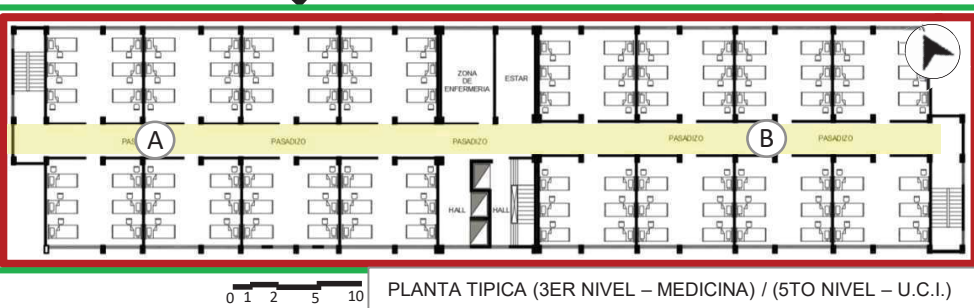 ZONA
DE
ENFERMERIA
ESTAR
A
PASADIZO
PASADIZO
PASADIZO
B
PASADIZO
HALL
HALL
0 1 2 5 10
PLANTA TIPICA (3ER NIVEL – MEDICINA) / (5TO NIVEL – U.C.I.)